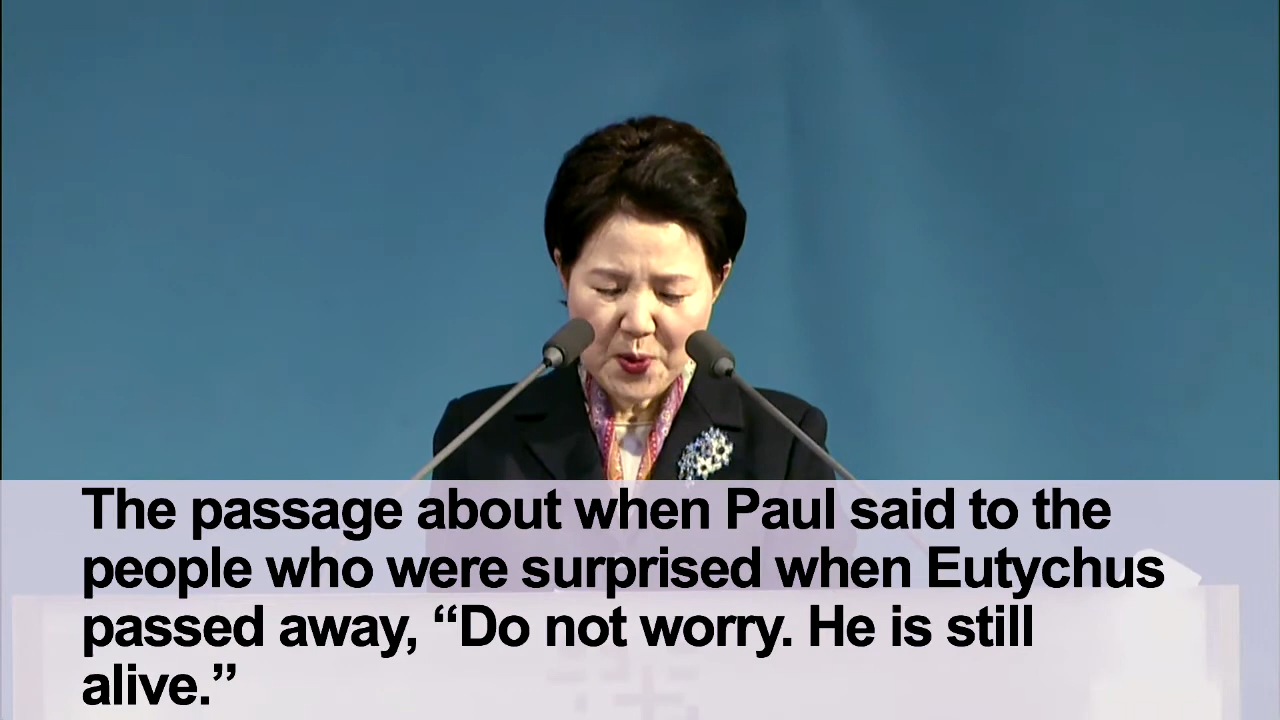 The passage about when Paul said to the
people who were surprised when Eutychus
passed away, “Do not worry. He is still
alive.”